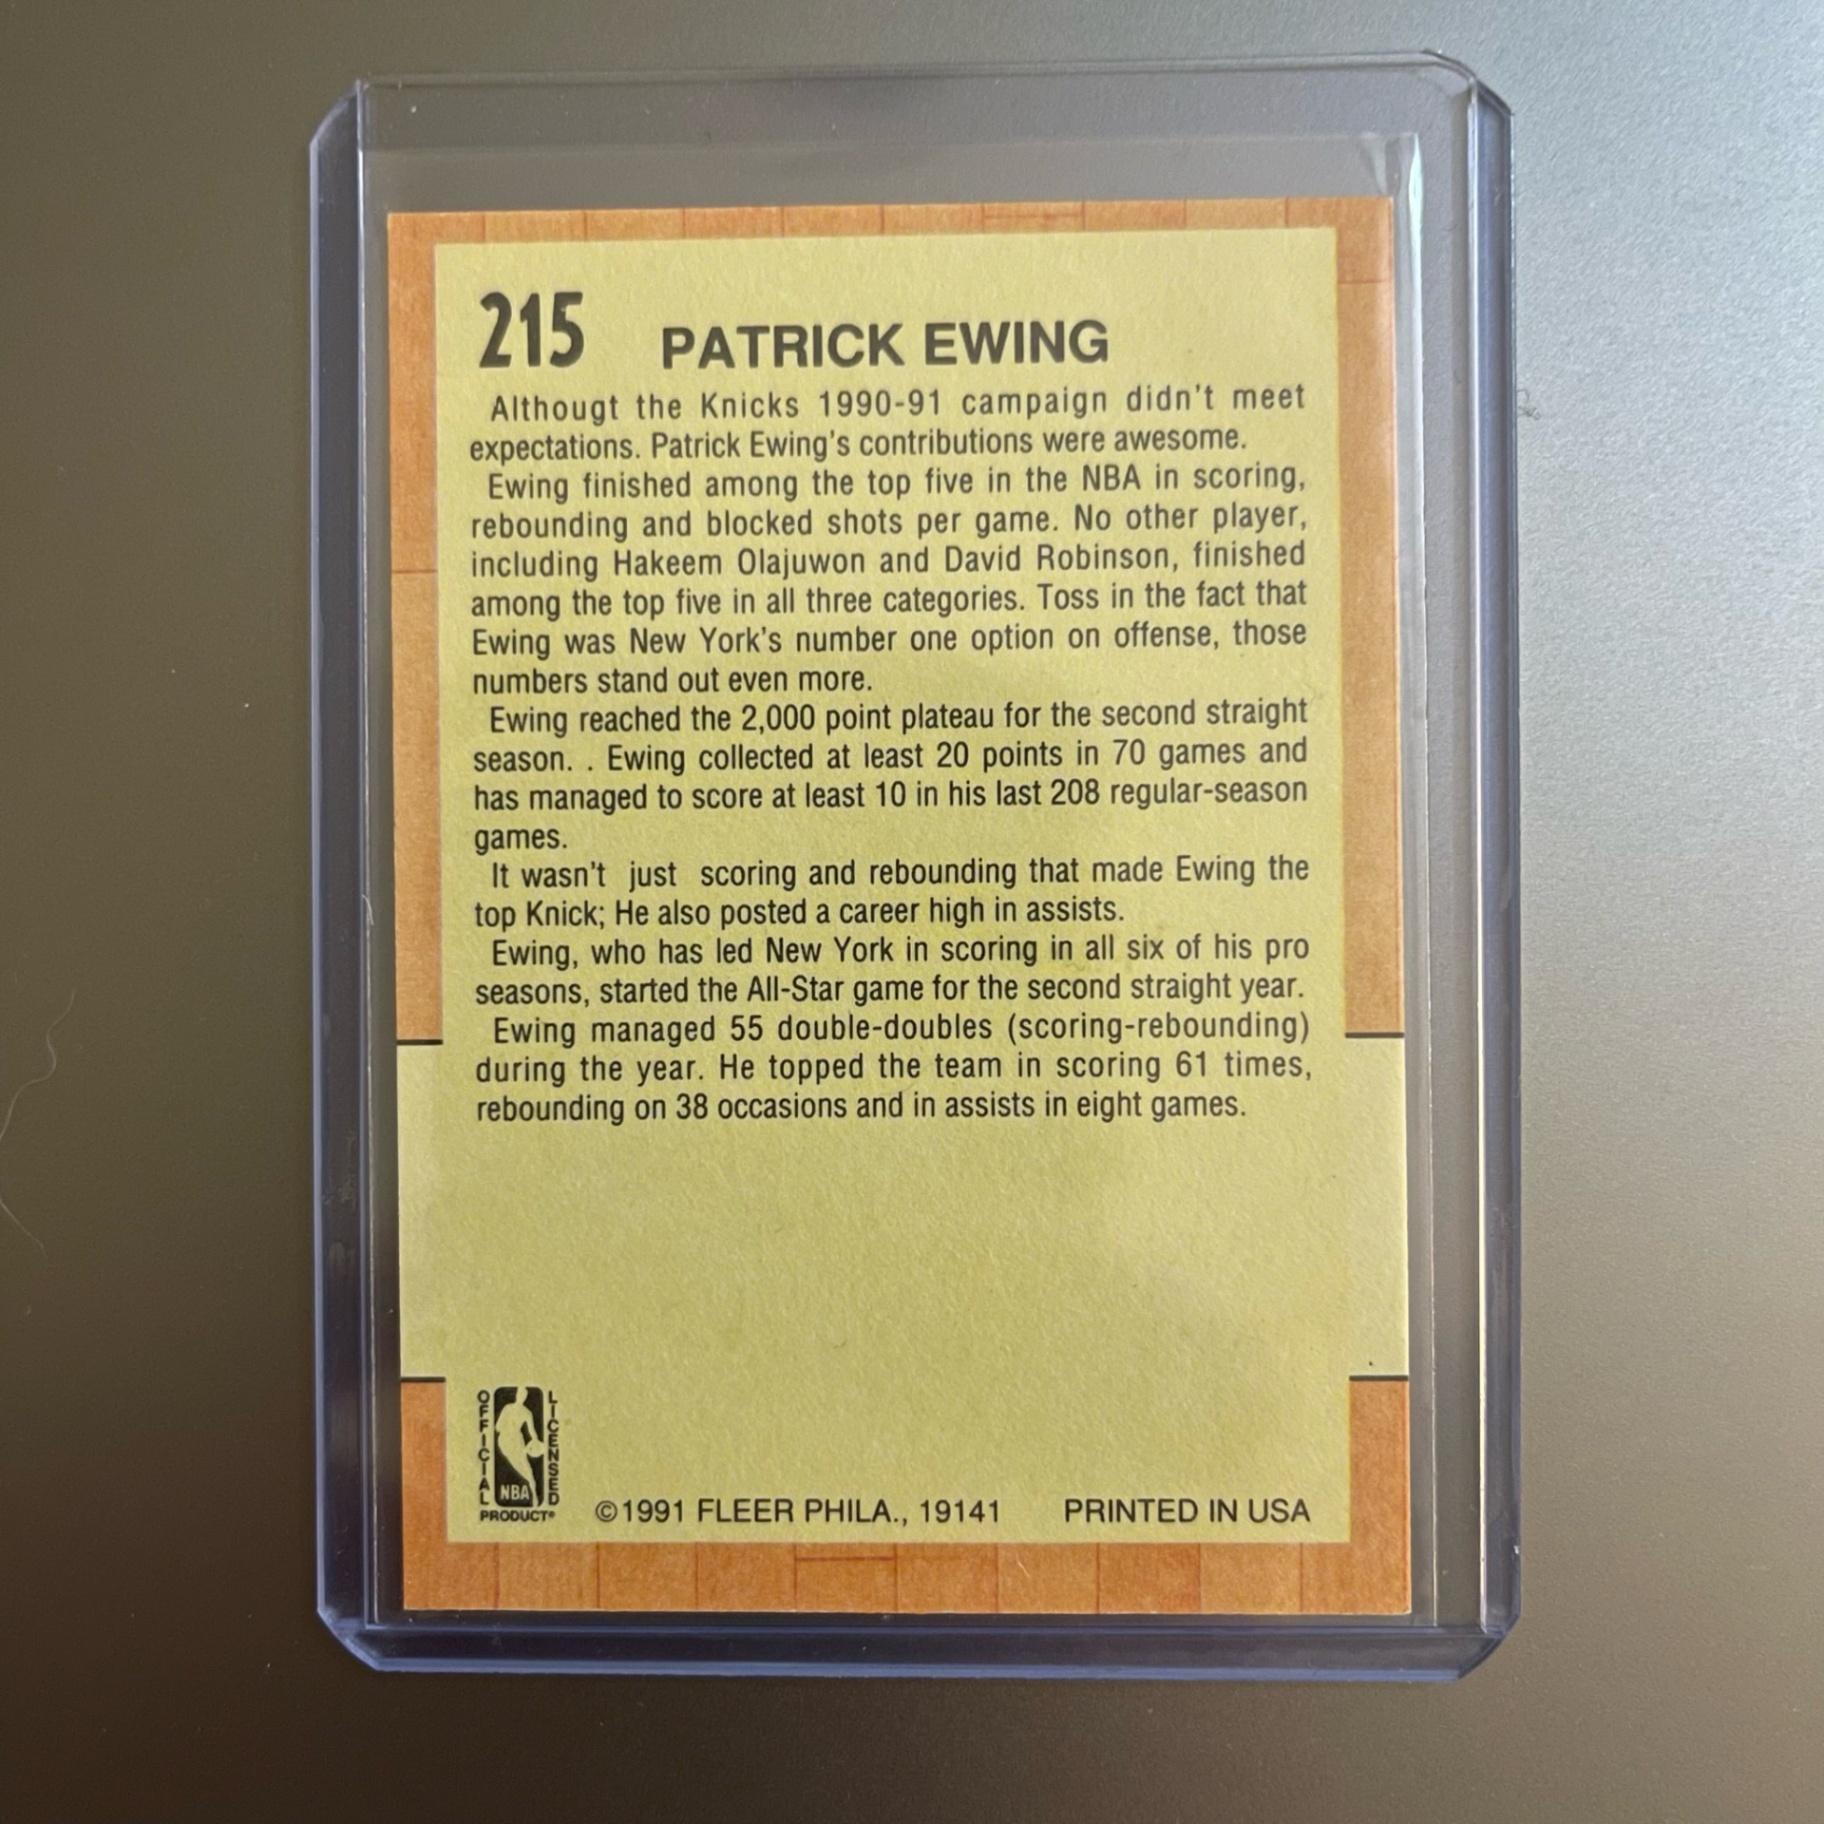 215 PATRICK EWING
Althougt the Knicks 1990-91 campaign didn't meet
expectations. Patrick Ewing's contributions were awesome.
Ewing finished among the top five in the NBA in scoring,
rebounding and blocked shots per game. No other player,
including Hakeem Olajuwon and David Robinson, finished
among the top five in all three categories. Toss in the fact that
Ewing was New York's number one option on offense, those
numbers stand out even more.
Ewing reached the 2,000 point plateau for the second straight
season. . Ewing collected at least 20 points in 70 games and
has managed to score at least 10 in his last 208 regular-season
games.
It wasn't just scoring and rebounding that made Ewing the
top Knick; He also posted a career high in assists.
Ewing, who has led New York in scoring in all six of his pro
seasons, started the All-Star game for the second straight year.
Ewing managed 55 double-doubles (scoring-rebounding)
during the year. He topped the team in scoring 61 times,
rebounding on 38 occasions and in assists in eight games.
OFFICIAL
LICENSED
NBA
PRODUCT®
©1991 FLEER PHILA., 19141 PRINTED IN USA